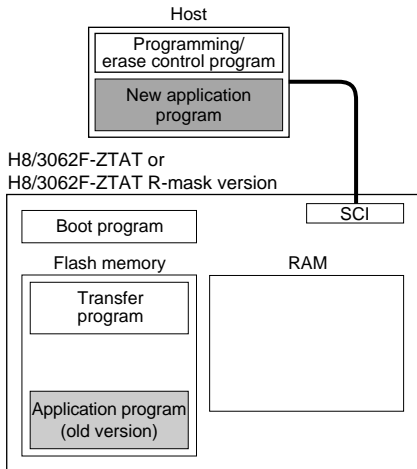 Host
Programming/
erase control program
New application
program
H8/3062F-ZTAT or
H8/3062F-ZTAT R-mask version
SCI
Boot program
Flash memory
RAM
Transfer
program
Application program
(old version)